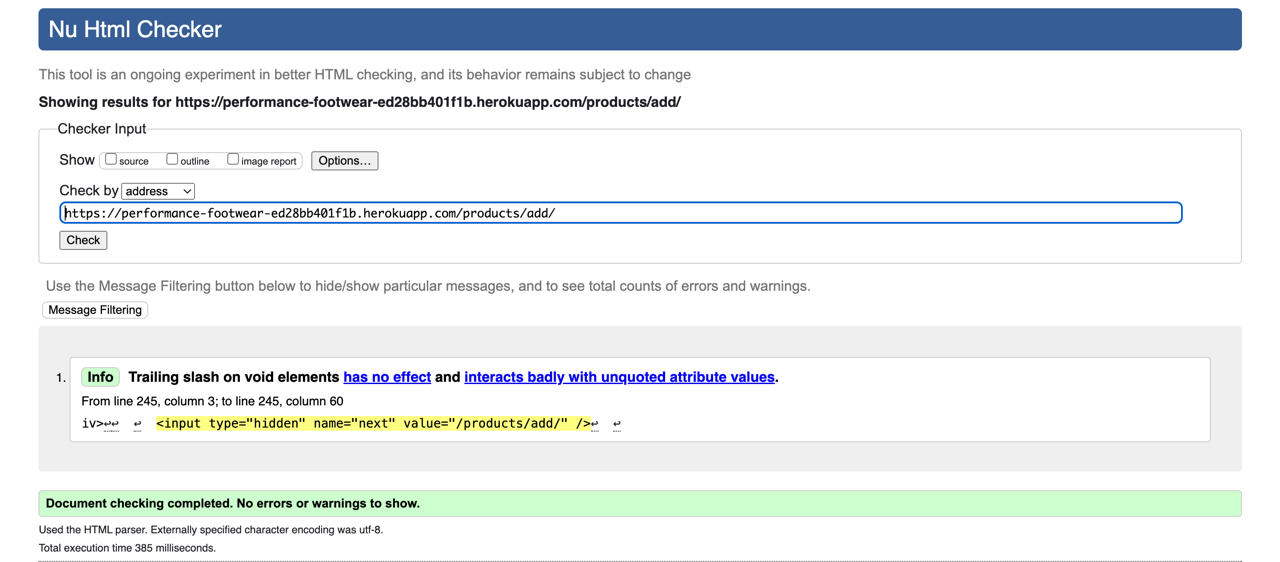 Nu Html Checker
This tool is an ongoing experiment in better HTML checking, and its behavior remains subject to change
Showing results for https://performance-footwear-ed28bb401f1b.herokuapp.com/products/add/
Checker Input
Show source outline image report Options...
Check by address
https://performance-footwear-ed28bb401f1b.herokuapp.com/products/add/
Check
Use the Message Filtering button below to hide/show particular messages, and to see total counts of errors and warnings.
Message Filtering
1. Info Trailing slash on void elements has no effect and interacts badly with unquoted attribute values.
From line 245, column 3; to line 245, column 60
iv>↩↩ ↩ <input type="hidden" name="next" value="/products/add/" />↩ ↩
Document checking completed. No errors or warnings to show.
Used the HTML parser. Externally specified character encoding was utf-8.
Total execution time 385 milliseconds.